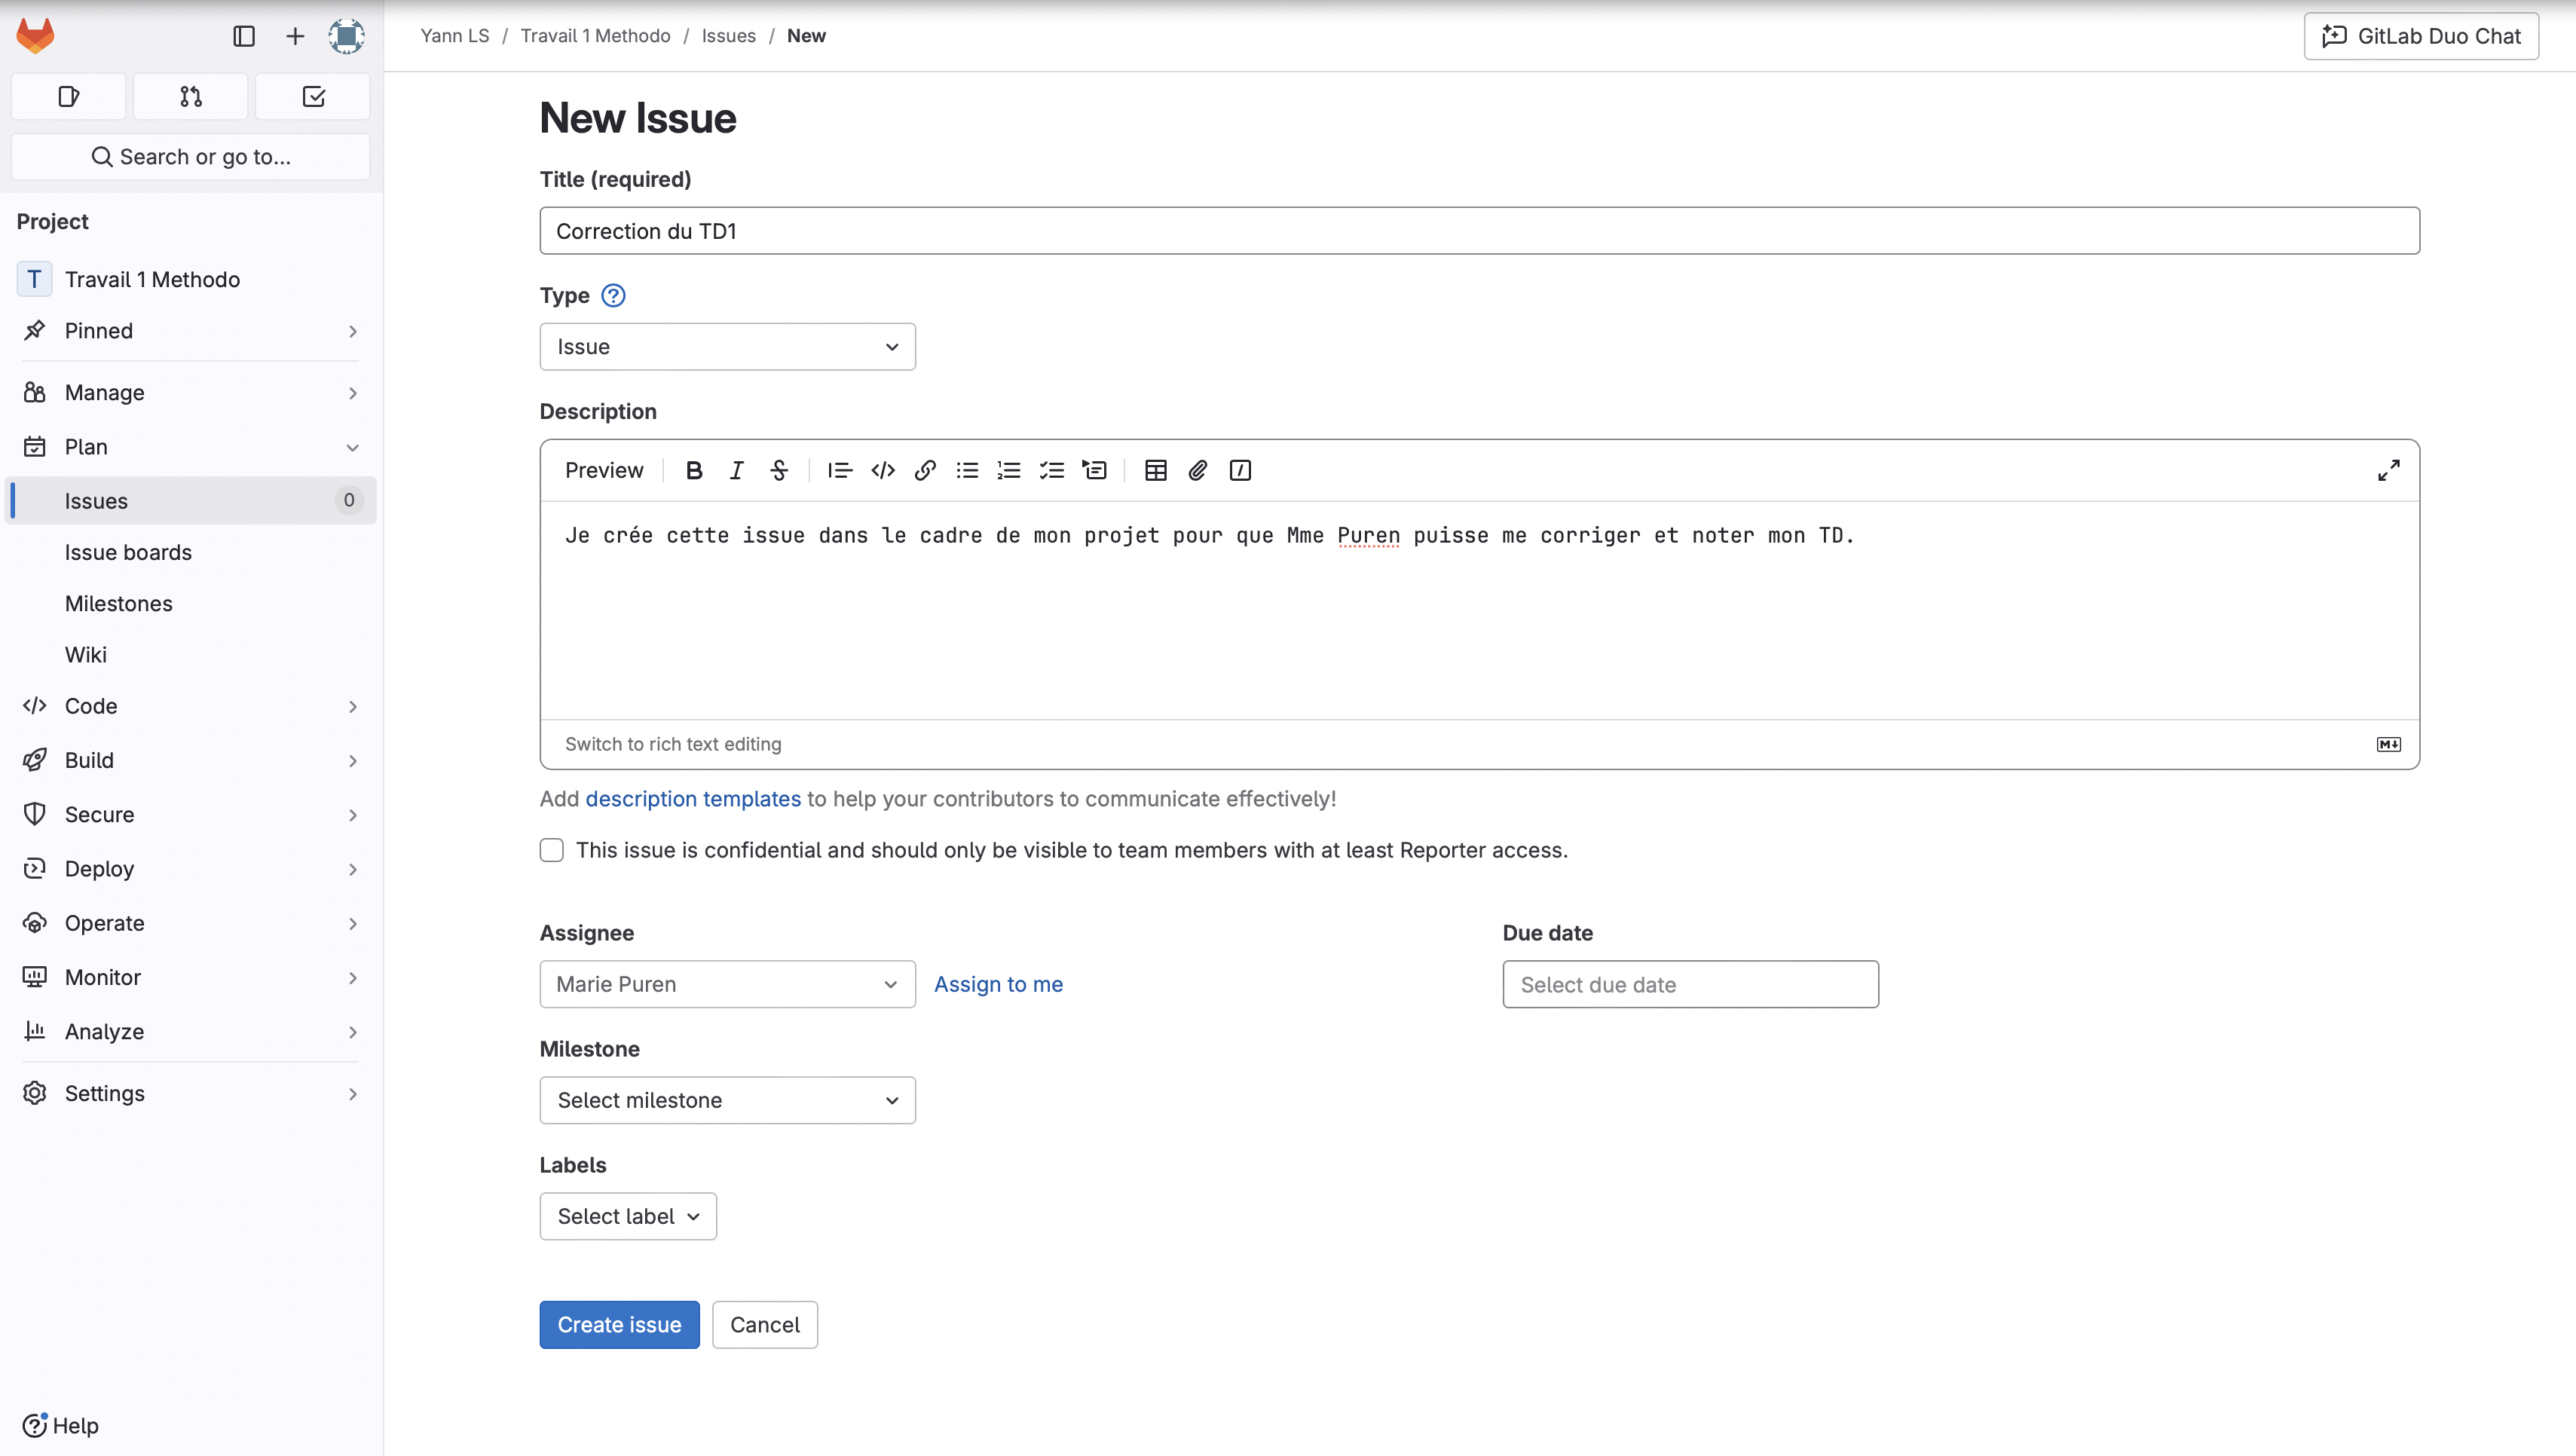 Yann LS / Travail 1 Methodo / Issues / New
GitLab Duo Chat
Search or go to...
Project
T Travail 1 Methodo
Pinned
Manage
Plan
Issues 0
Issue boards
Milestones
Wiki
Code
Build
Secure
Deploy
Operate
Monitor
Analyze
Settings
Help
New Issue
Title (required)
Correction du TD1
Type ?
Issue
Description
Preview B I S
Je crée cette issue dans le cadre de mon projet pour que Mme Puren puisse me corriger et noter mon TD.
Switch to rich text editing
Add description templates to help your contributors to communicate effectively!
This issue is confidential and should only be visible to team members with at least Reporter access.
Assignee
Marie Puren Assign to me
Due date
Select due date
Milestone
Select milestone
Labels
Select label
Create issue Cancel